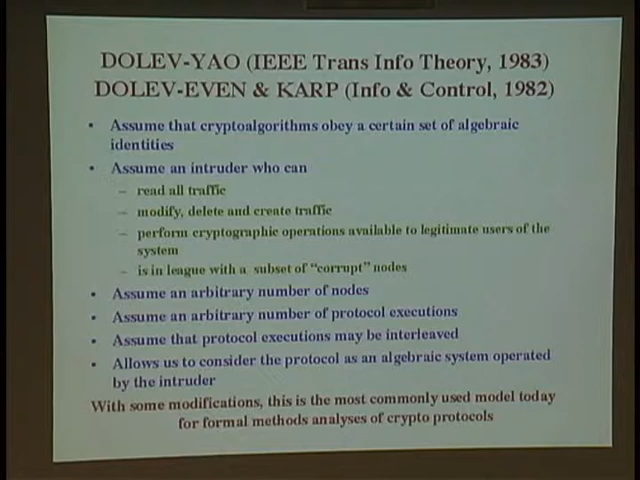 DOLEV-YAO (IEEE Trans Info Theory, 1983)
DOLEV-EVEN & KARP (Info & Control, 1982)
• Assume that cryptoalgorithms obey a certain set of algebraic
identities
• Assume an intruder who can
– read all traffic
– modify, delete and create traffic
– perform cryptographic operations available to legitimate users of the
system
– is in league with a subset of “corrupt” nodes
• Assume an arbitrary number of nodes
• Assume an arbitrary number of protocol executions
• Assume that protocol executions may be interleaved
• Allows us to consider the protocol as an algebraic system operated
by the intruder
With some modifications, this is the most commonly used model today
for formal methods analyses of crypto protocols